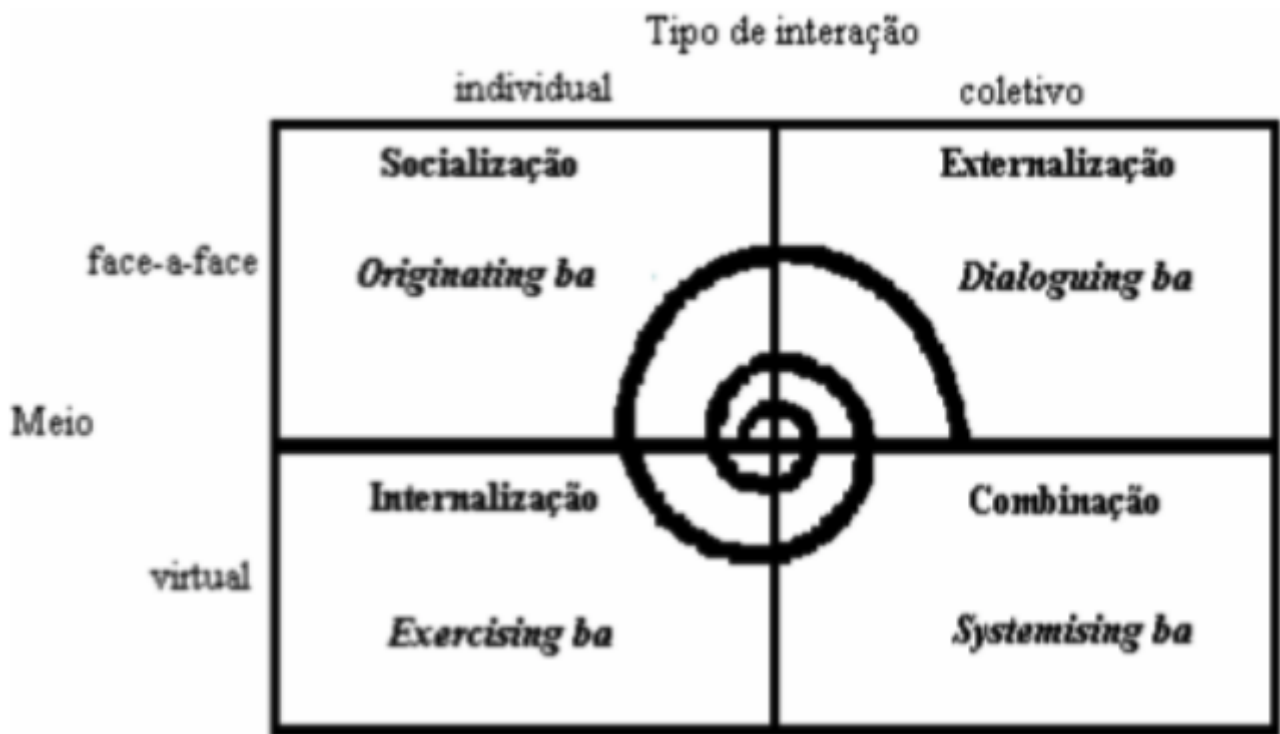 Tipo de interação
individual coletivo
Socialização Externalização
face-a-face Originating ba Dialoguing ba
Meio
Internalização Combinação
virtual
Exercising ba Systemising ba